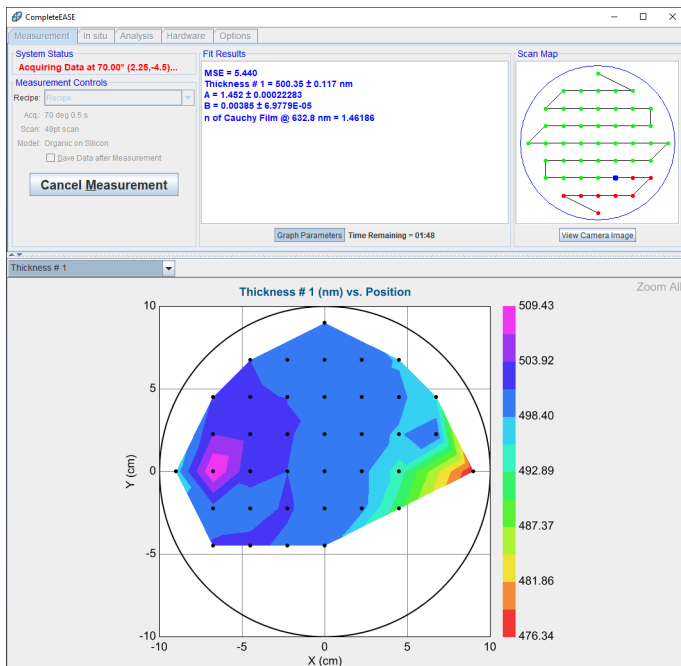 CompleteEASE
Measurement In situ Analysis Hardware Options
System Status
Acquiring Data at 70.00° (2.25,-4.5)...
Measurement Controls
Recipe: Recipe
Acq.: 70 deg 0.5 s
Scan: 49pt scan
Model: Organic on Silicon
Save Data after Measurement
Cancel Measurement
Fit Results
MSE = 5.440
Thickness # 1 = 500.35 ± 0.117 nm
A = 1.452 ± 0.00022283
B = 0.00385 ± 6.9779E-05
n of Cauchy Film @ 632.8 nm = 1.46186
Graph Parameters Time Remaining = 01:48
Scan Map
View Camera Image
Thickness # 1
Zoom All
Thickness # 1 (nm) vs. Position
Y (cm)
10
5
0
-5
-10
-10 -5 0 5 10
X (cm)
509.43
503.92
498.40
492.89
487.37
481.86
476.34